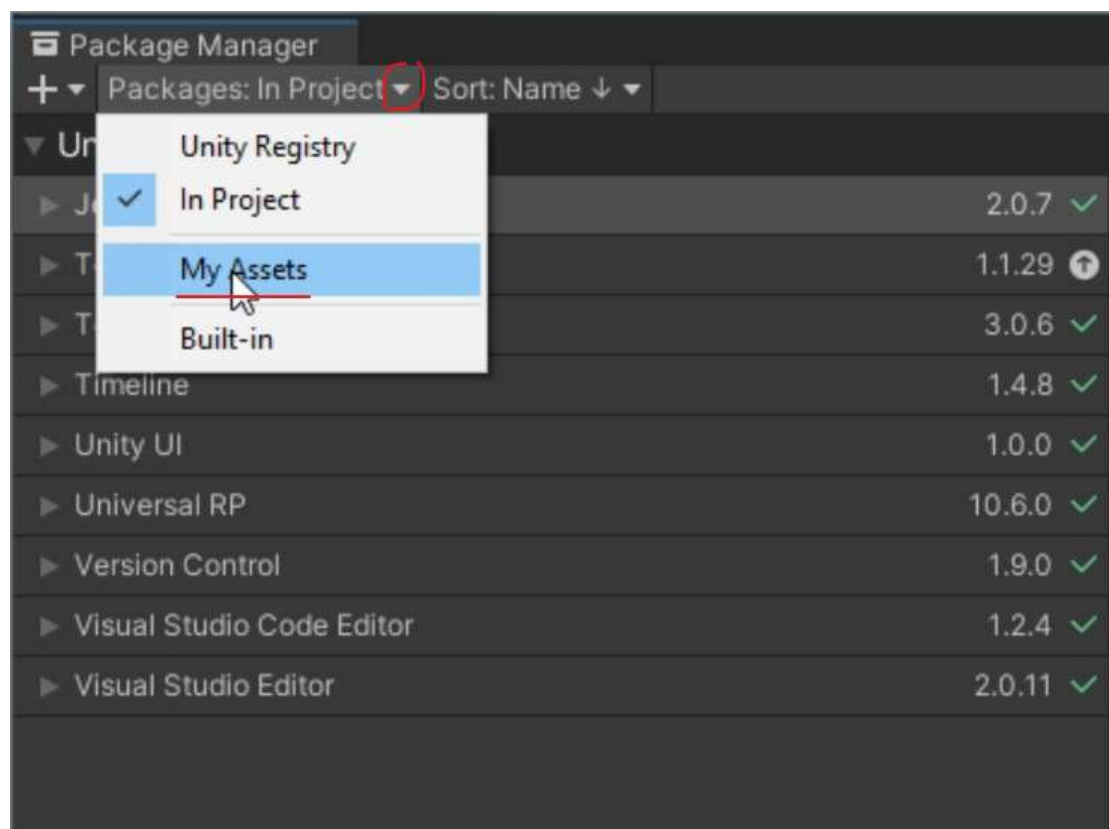 Package Manager
Packages: In Project Sort: Name ↓
Unity Registry
In Project
2.0.7
My Assets
1.1.29
Built-in
3.0.6
Timeline 1.4.8
Unity UI 1.0.0
Universal RP 10.6.0
Version Control 1.9.0
Visual Studio Code Editor 1.2.4
Visual Studio Editor 2.0.11